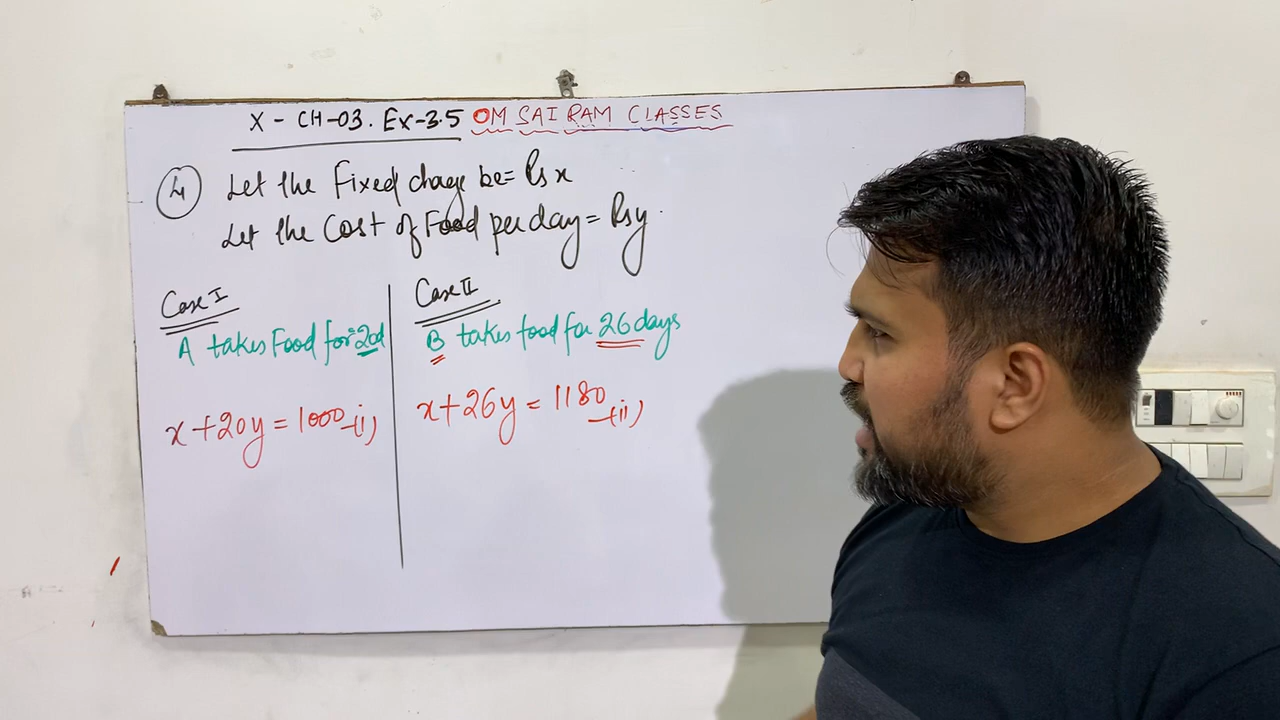 X - CH-03. Ex-3.5 OM SAI RAM CLASSES
4 Let the Fixed charge be = Rs x
Let the Cost of Food per day = Rs y.
Case I
A takes Food for = 20d
x + 20y = 1000 -(i)
Case II
B takes food for 26 days
x + 26y = 1180 -(ii)